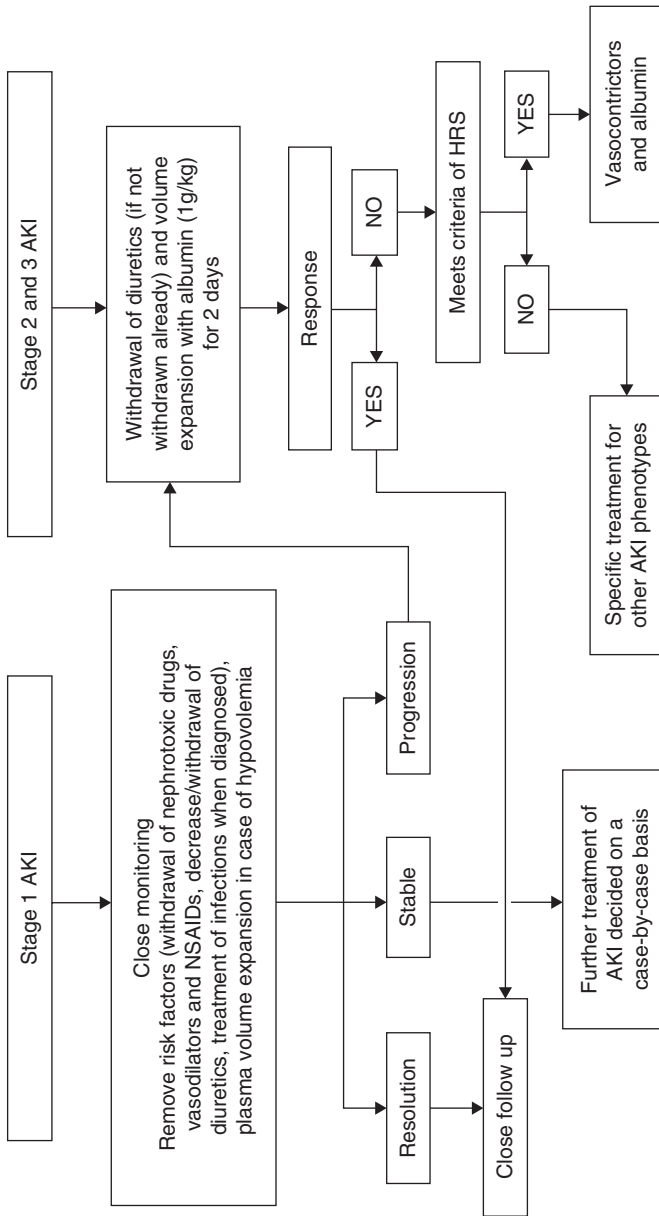 Stage 1 AKI
Close monitoring
Remove risk factors (withdrawal of nephrotoxic drugs,
vasodilators and NSAIDs, decrease/withdrawal of
diuretics, treatment of infections when diagnosed),
plasma volume expansion in case of hypovolemia
Resolution
Stable
Progression
Close follow up
Further treatment of
AKI decided on a
case-by-case basis
Stage 2 and 3 AKI
Withdrawal of diuretics (if not
withdrawn already) and volume
expansion with albumin (1g/kg)
for 2 days
Response
YES
NO
Meets criteria of HRS
NO
YES
Specific treatment for
other AKI phenotypes
Vasocontrictors
and albumin